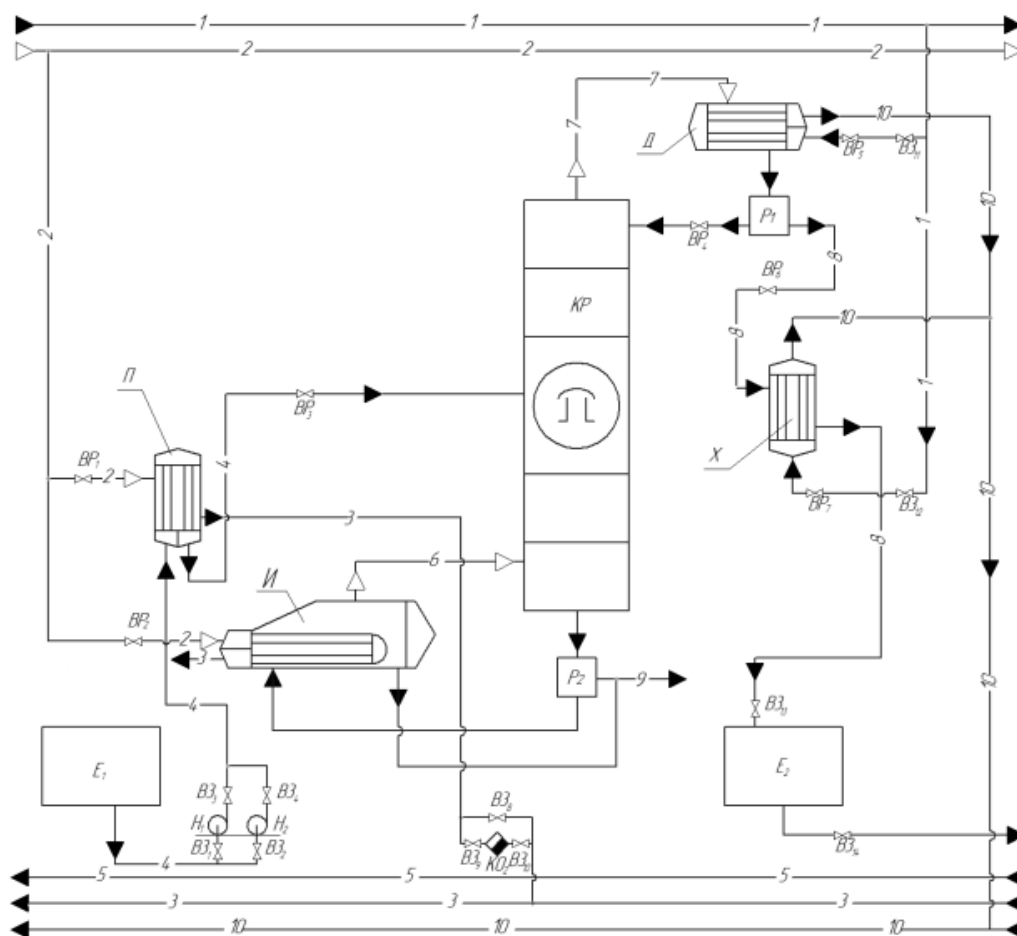 1 1 1
2 2 2
7
7
10
Д
ВР₅ ВЗ₁₁
2
10
Р₁
ВР₄
1
8
ВР₆
КР
8
10
П
ВР₃
1
ВР₁
2
4
Х
3
ВР₇ ВЗ₁₂
10
8
6
И
ВР₂
2
3
Р₂
9
10
4
ВЗ₁₃
Е₁
Е₂
ВЗ₃ ВЗ₄
ВЗ₈
Н₁ Н₂
ВЗ₁ ВЗ₂
ВЗ₉ КО₂ ВЗ₁₀
ВЗ₁₄
4
5 5 5
3 3 3
10 10 10